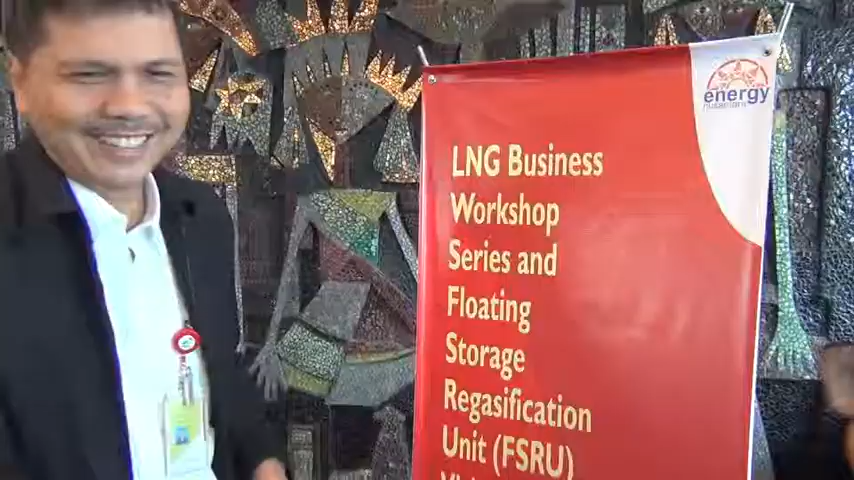 energy
LNG Business
Workshop
Series and
Floating
Storage
Regasification
Unit (FSRU)